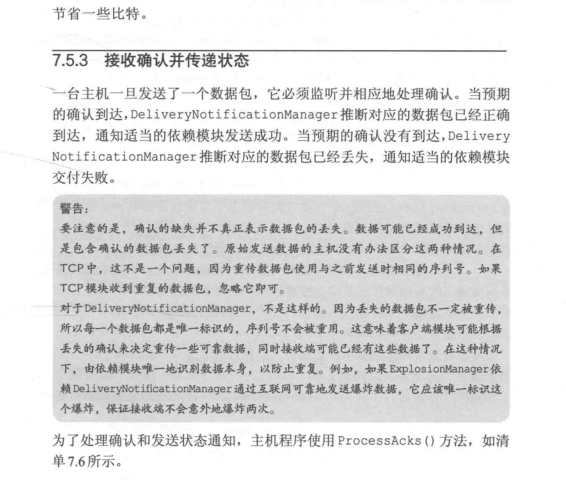 节省一些比特。
7.5.3 接收确认并传递状态
一台主机一旦发送了一个数据包，它必须监听并相应地处理确认。当预期
的确认到达,DeliveryNotificationManager推断对应的数据包已经正确
到达，通知适当的依赖模块发送成功。当预期的确认没有到达,Delivery
NotificationManager推断对应的数据包已经丢失，通知适当的依赖模块
交付失败。
警告：
要注意的是，确认的缺失并不真正表示数据包的丢失。数据可能已经成功到达，但
是包含确认的数据包丢失了。原始发送数据的主机没有办法区分这两种情况。在
TCP中，这不是一个问题，因为重传数据包使用与之前发送时相同的序列号。如果
TCP模块收到重复的数据包，忽略它即可。
对于DeliveryNotificationManager，不是这样的。因为丢失的数据包不一定被重传，
所以每一个数据包都是唯一标识的，序列号不会被重用。这意味着客户端模块可能根据
丢失的确认来决定重传一些可靠数据，同时接收端可能已经有这些数据了。在这种情况
下，由依赖模块唯一地识别数据本身，以防止重复。例如，如果ExplosionManager依
赖DeliveryNotificationManager通过互联网可靠地发送爆炸数据，它应该唯一标识这
个爆炸，保证接收端不会意外地爆炸两次。
为了处理确认和发送状态通知，主机程序使用ProcessAcks()方法，如清
单7.6所示。